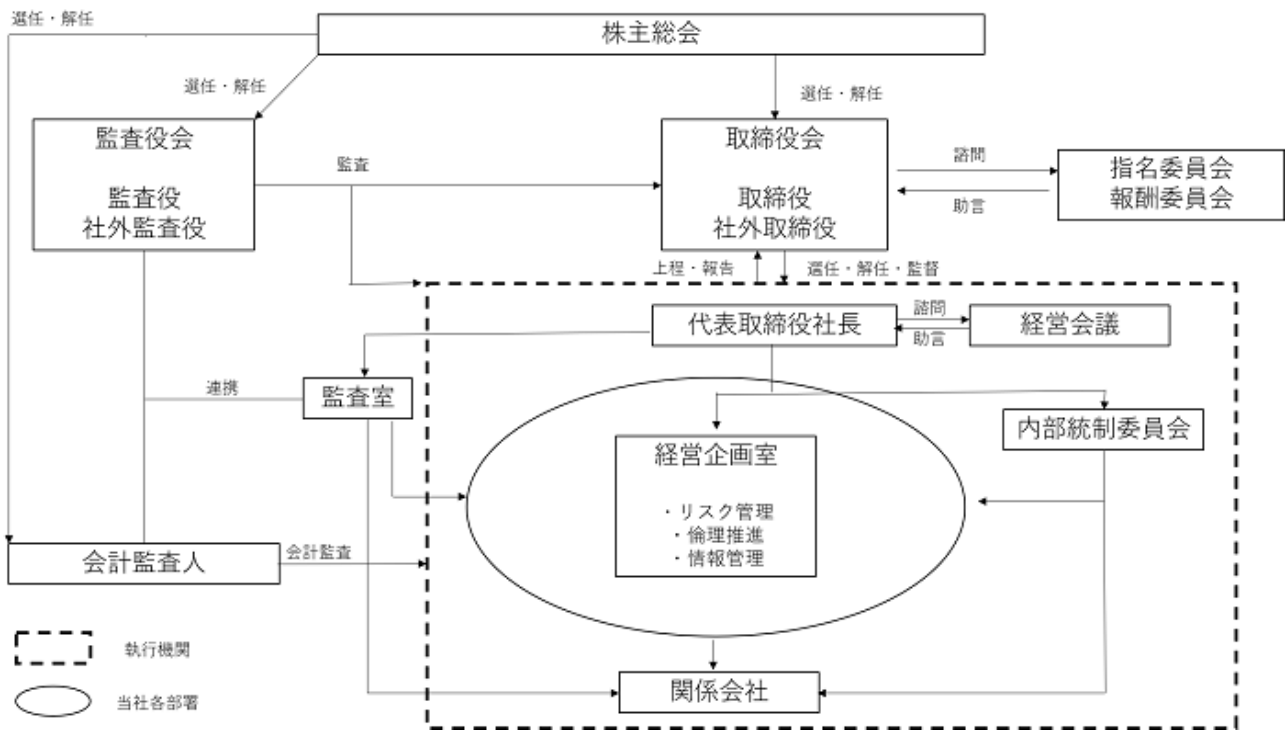 選任・解任
株主総会
選任・解任
選任・解任
監査役会
監査役
社外監査役
監査
取締役会
取締役
社外取締役
諮問
助言
指名委員会
報酬委員会
上程・報告
選任・解任・監督
代表取締役社長
諮問
助言
経営会議
連携
監査室
内部統制委員会
経営企画室
・リスク管理
・倫理推進
・情報管理
会計監査人
会計監査
執行機関
当社各部署
関係会社